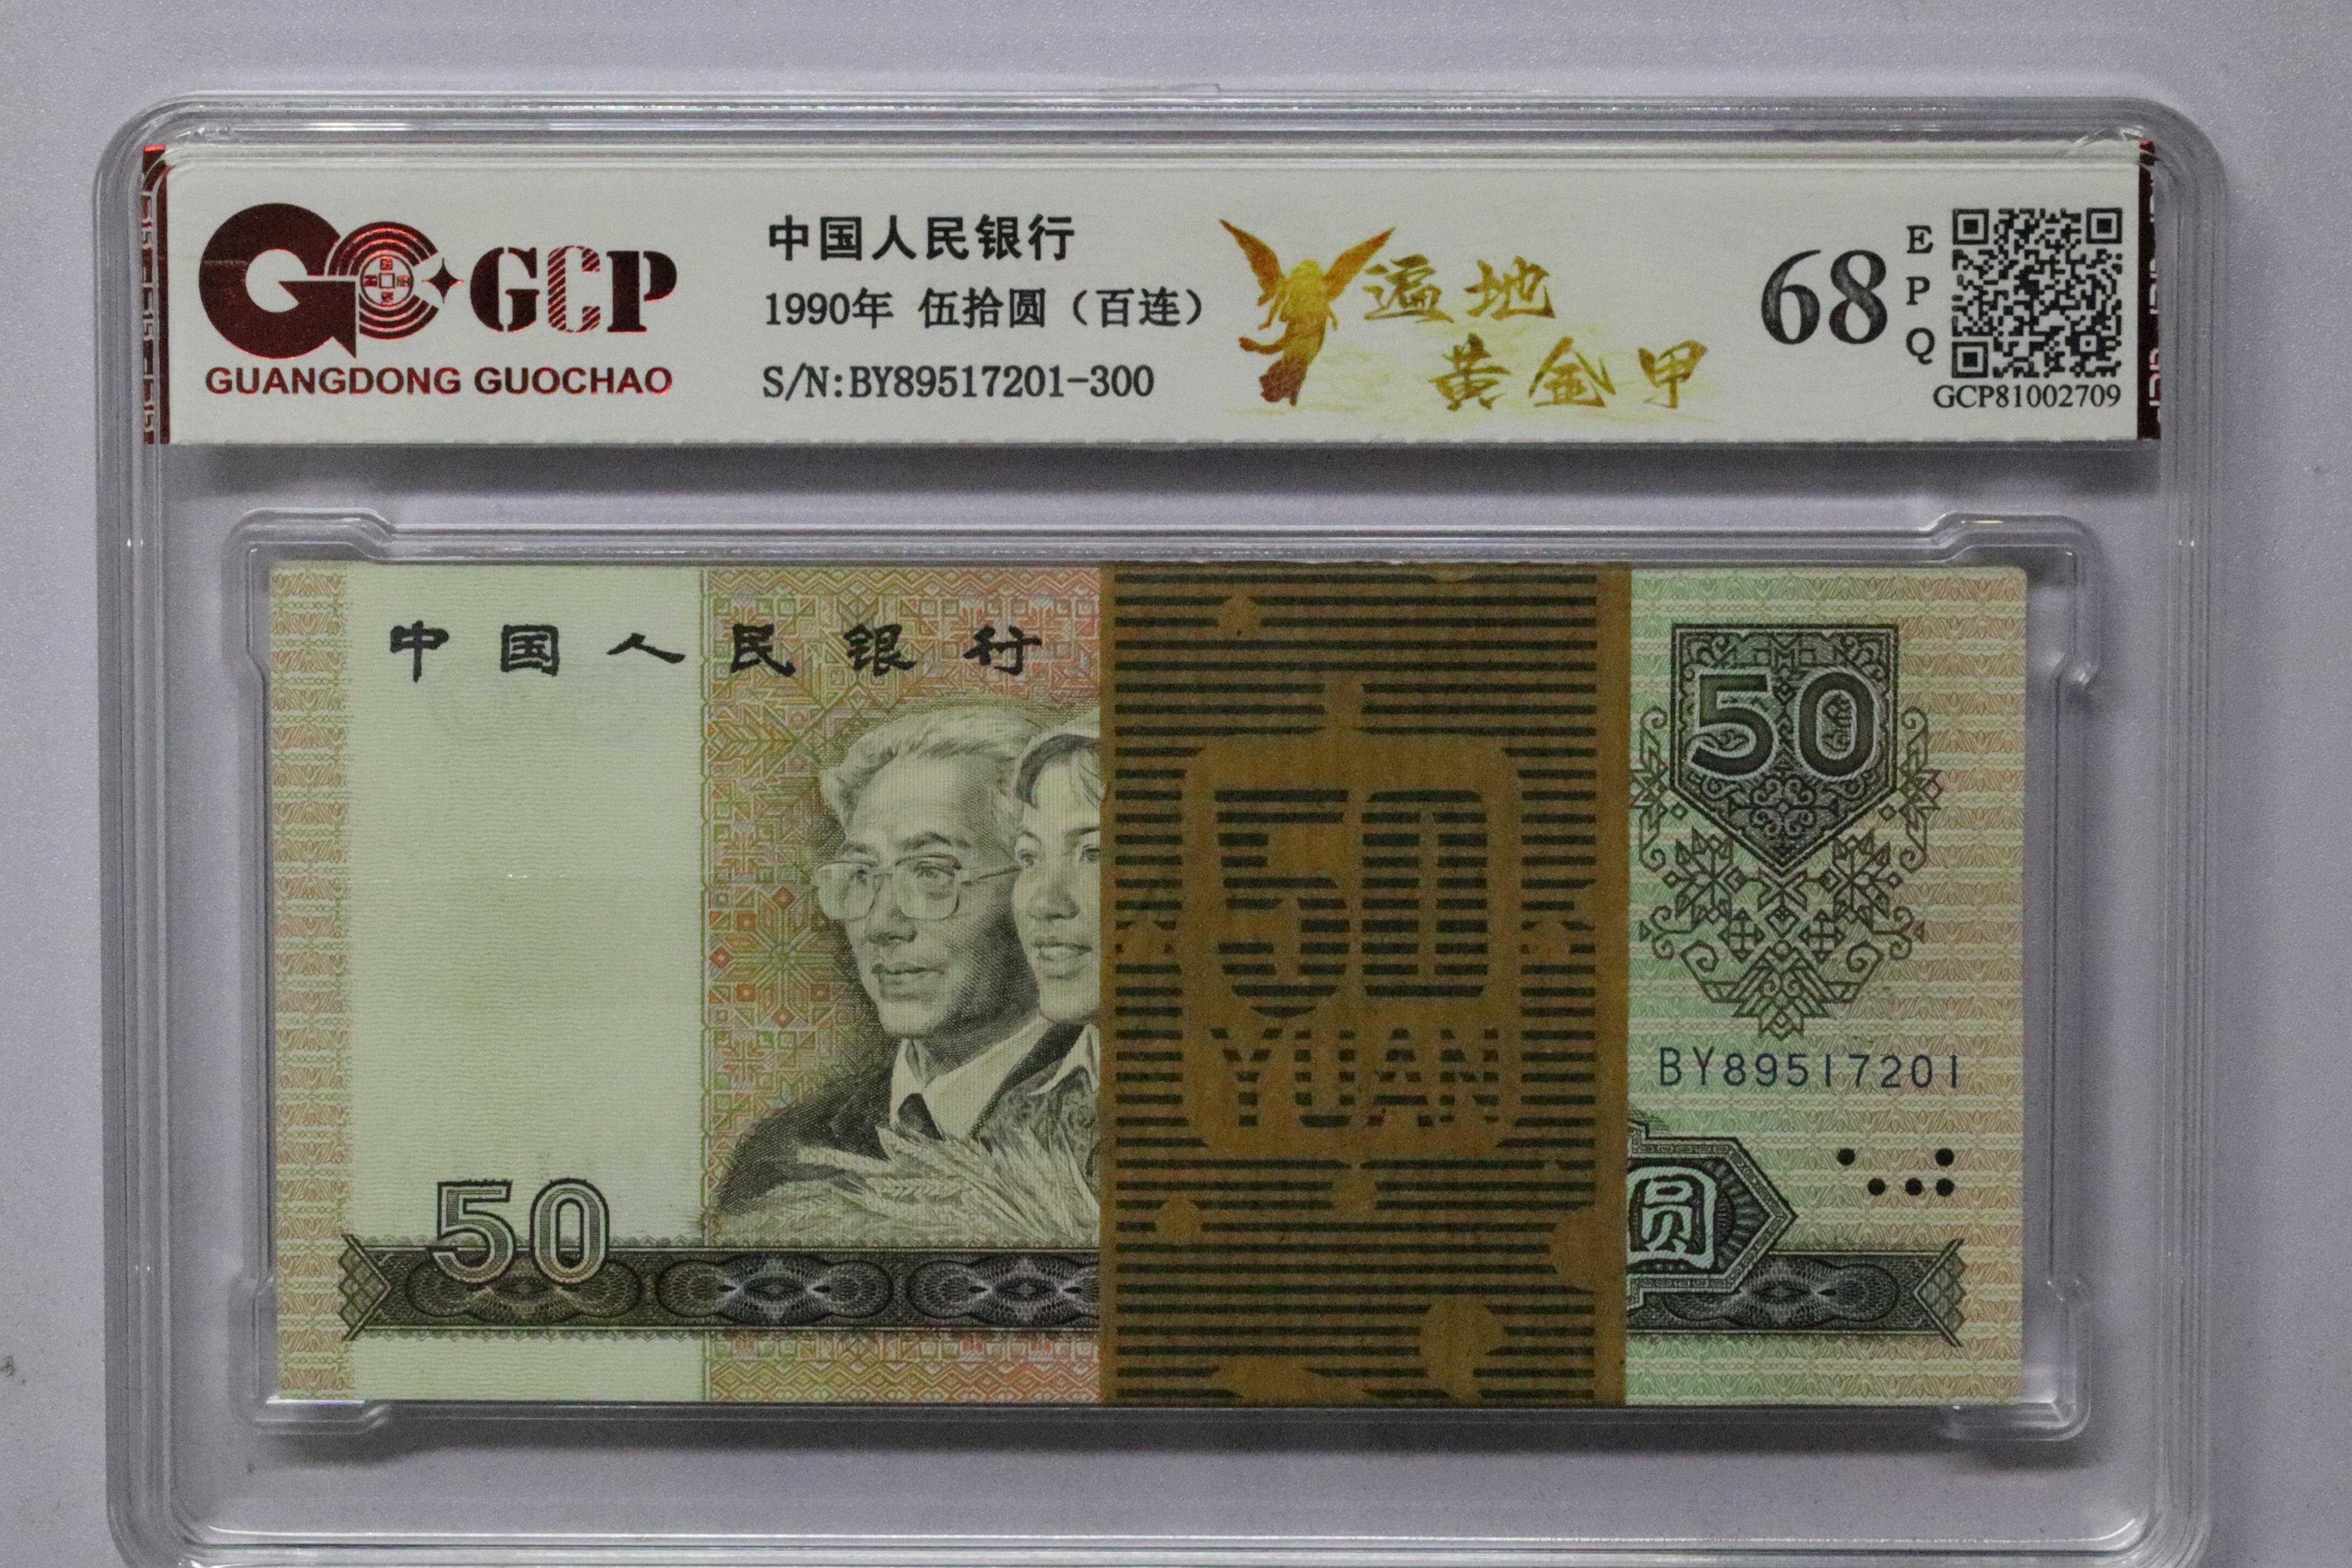 GCP
GUANGDONG GUOCHAO
中国人民银行
1990年 伍拾圆（百连）
S/N:BY89517201-300
遍地
黄金甲
68
EPQ
GCP81002709
中国人民银行
50
50
YUAN
50
BY89517201
圆
50